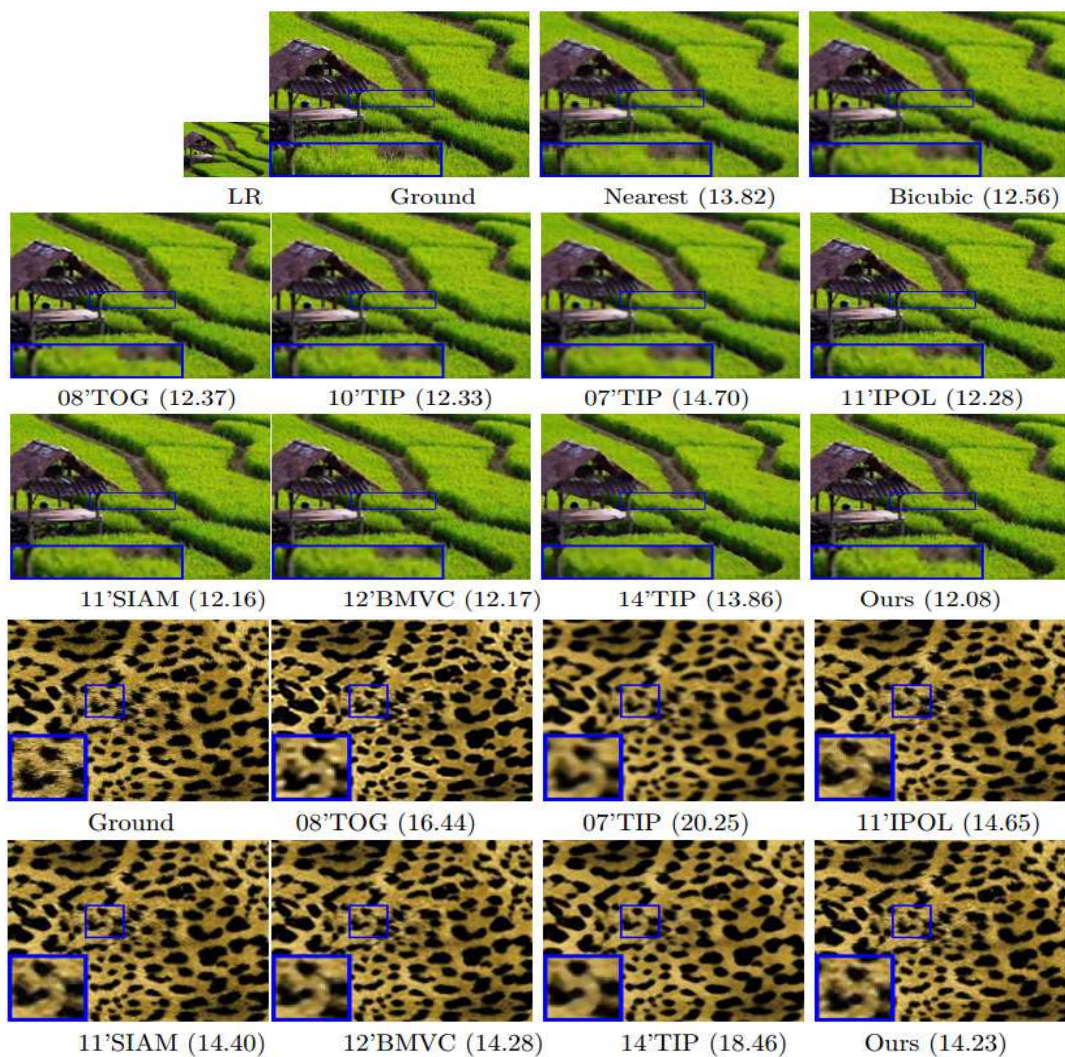 LR Ground Nearest (13.82) Bicubic (12.56)
08'TOG (12.37) 10'TIP (12.33) 07'TIP (14.70) 11'IPOL (12.28)
11'SIAM (12.16) 12'BMVC (12.17) 14'TIP (13.86) Ours (12.08)
Ground 08'TOG (16.44) 07'TIP (20.25) 11'IPOL (14.65)
11'SIAM (14.40) 12'BMVC (14.28) 14'TIP (18.46) Ours (14.23)